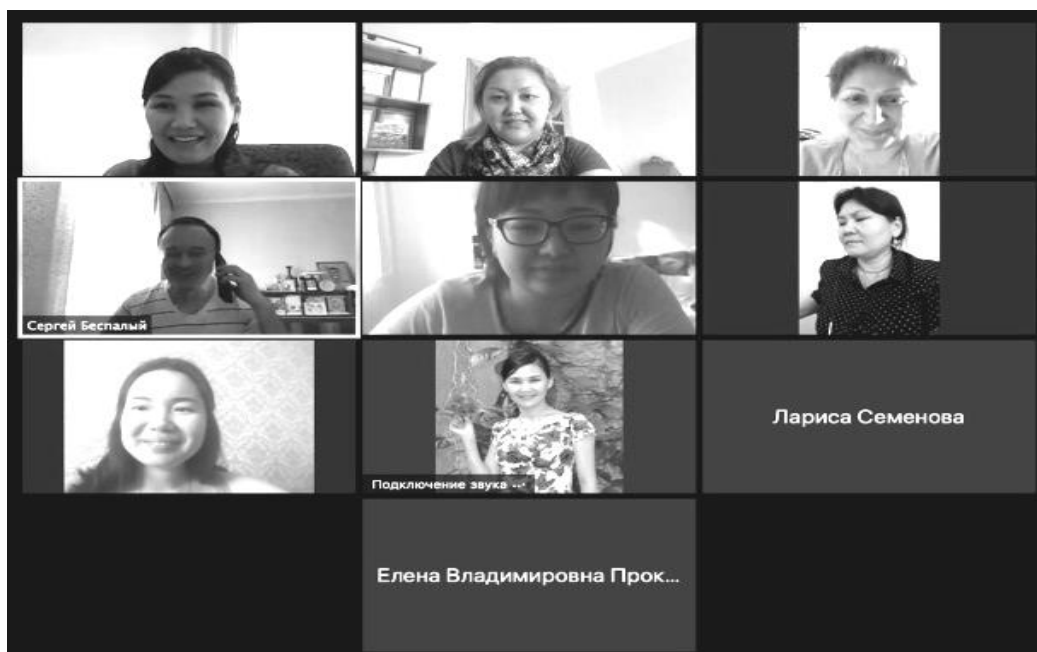 Сергей Беспалый
Подключение звука ...
Лариса Семенова
Елена Владимировна Прок...